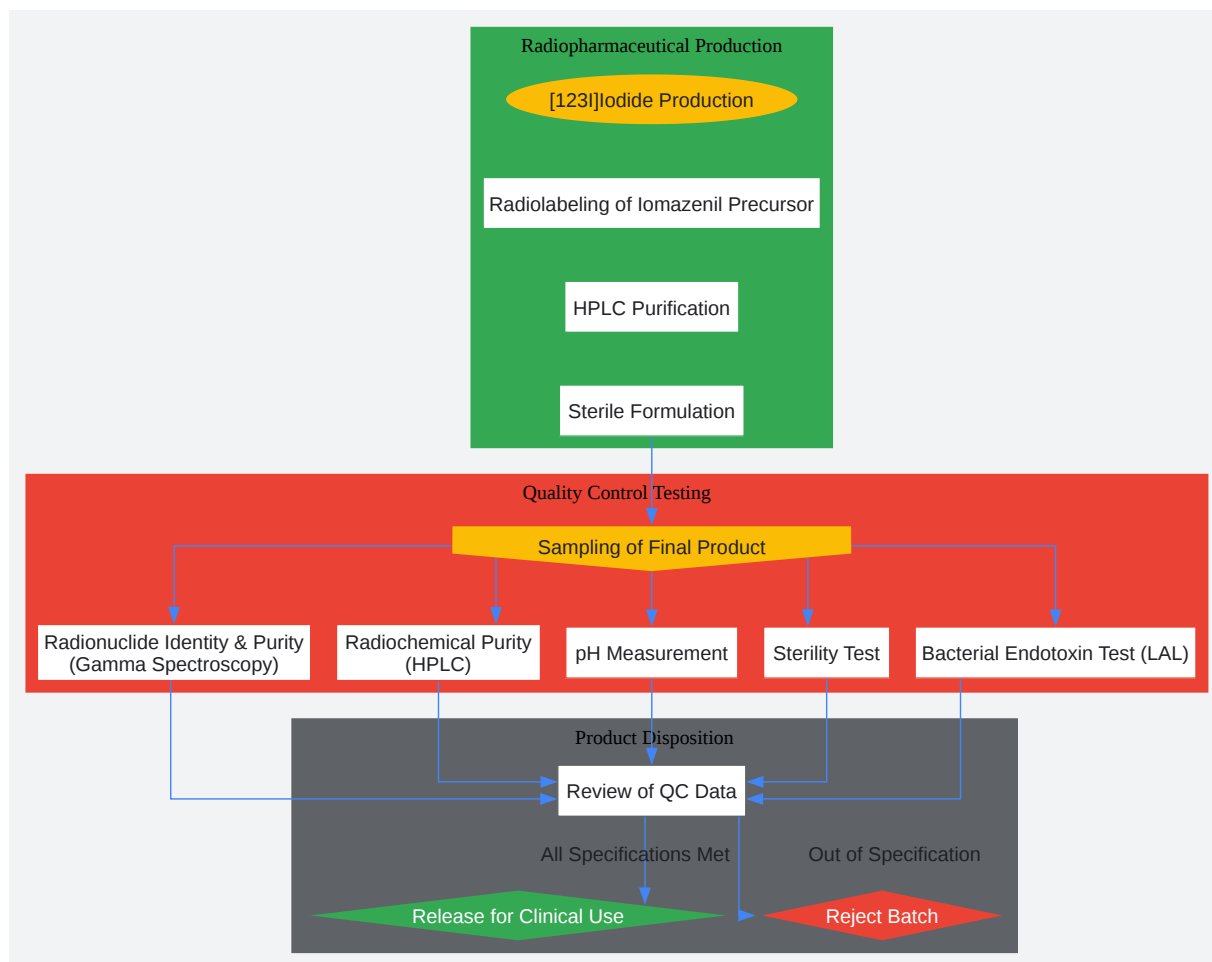 Radiopharmaceutical Production
[123I]Iodide Production
Radiolabeling of Iomazenil Precursor
HPLC Purification
Sterile Formulation
Quality Control Testing
Sampling of Final Product
Radionuclide Identity & Purity
(Gamma Spectroscopy)
Radiochemical Purity
(HPLC)
pH Measurement
Sterility Test
Bacterial Endotoxin Test (LAL)
Product Disposition
Review of QC Data
All Specifications Met
Out of Specification
Release for Clinical Use
Reject Batch